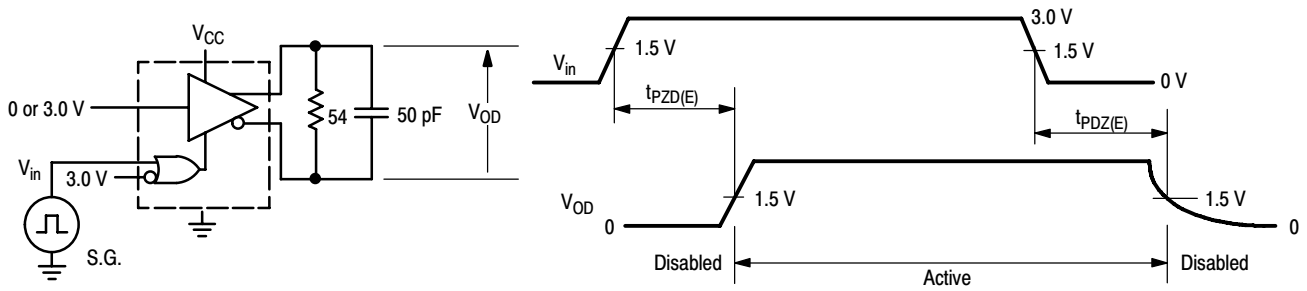 V_CC
0 or 3.0 V
54
50 pF
V_OD
V_in
3.0 V
S.G.
V_in
1.5 V
3.0 V
1.5 V
0 V
t_PZD(E)
t_PDZ(E)
V_OD
0
1.5 V
1.5 V
0
Disabled
Active
Disabled